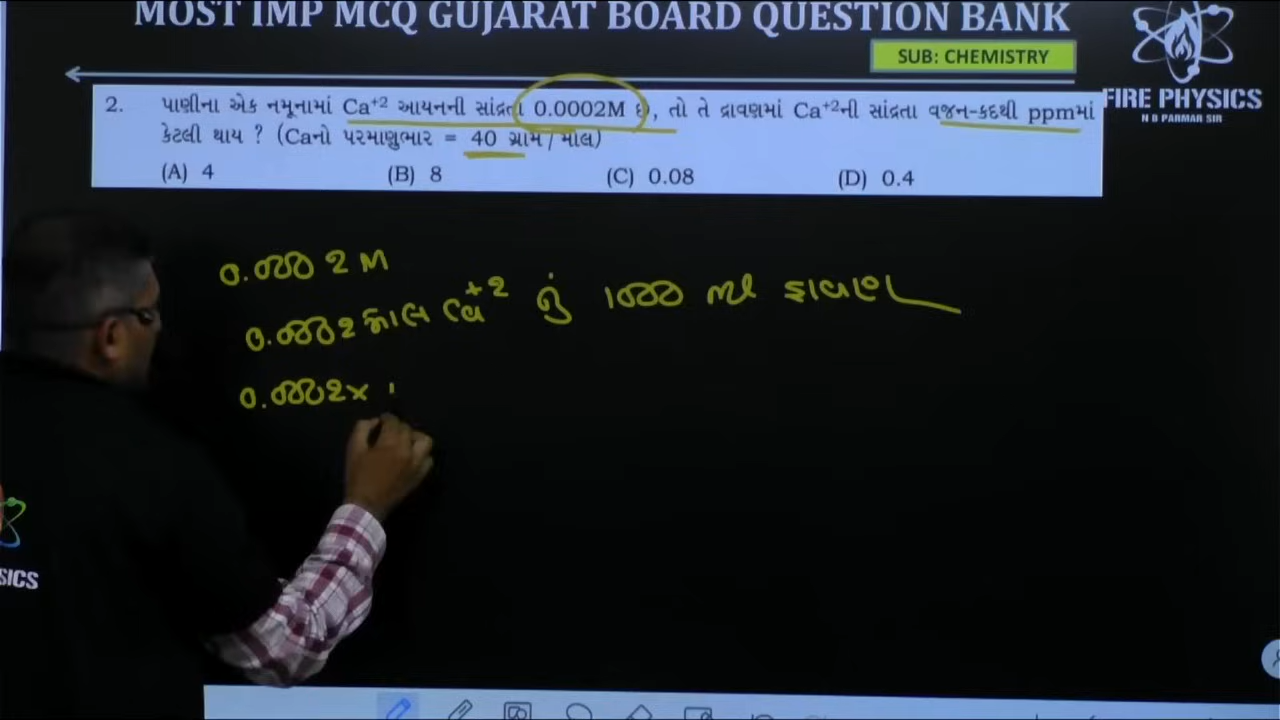 MOST IMP MCQ GUJARAT BOARD QUESTION BANK
SUB: CHEMISTRY
FIRE PHYSICS
N B PARMAR SIR
2. પાણીના એક નમૂનામાં Ca⁺² આયનની સાંદ્રતા 0.0002M છે, તો તે દ્રાવણમાં Ca⁺²ની સાંદ્રતા વજન-કદથી ppmમાં
કેટલી થાય ? (Caનો પરમાણુભાર = 40 ગ્રામ/મોલ)
(A) 4 (B) 8 (C) 0.08 (D) 0.4
0.0002 M
0.0002 મોલ Ca⁺² નું 1000 ml દ્રાવણ
0.0002 ×
SICS